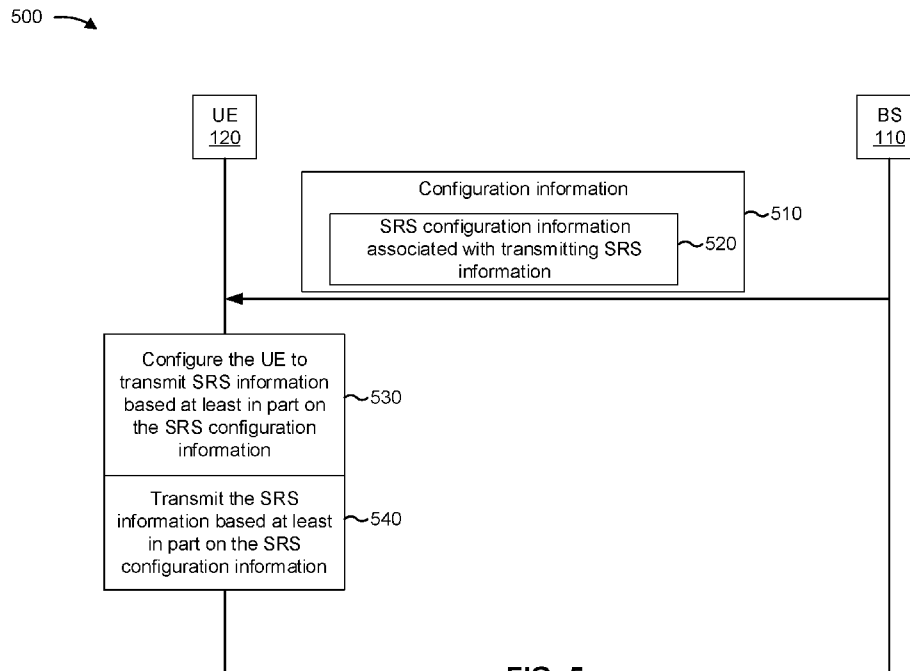 500
UE
120
BS
110
Configuration information
510
SRS configuration information
associated with transmitting SRS
information
520
Configure the UE to
transmit SRS information
based at least in part on
the SRS configuration
information
530
Transmit the SRS
information based at least
in part on the SRS
configuration information
540
FIG. 5